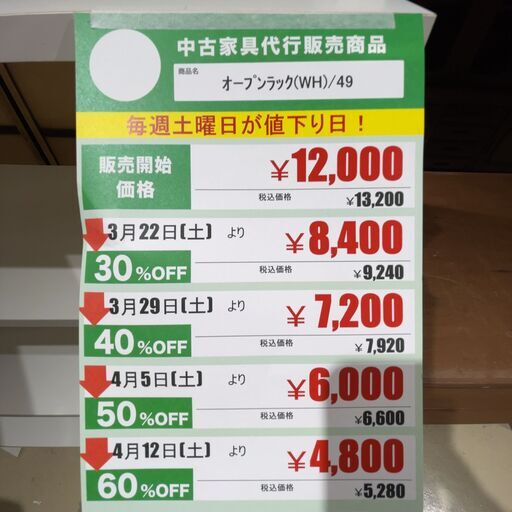 中古家具代行販売商品
商品名
オープンラック(WH)/49
毎週土曜日が値下り日！
販売開始
価格
¥12,000
税込価格 ¥13,200
3月22日(土) より
30%OFF
¥8,400
税込価格 ¥9,240
3月29日(土) より
40%OFF
¥7,200
税込価格 ¥7,920
4月5日(土) より
50%OFF
¥6,000
税込価格 ¥6,600
4月12日(土) より
60%OFF
¥4,800
税込価格 ¥5,280